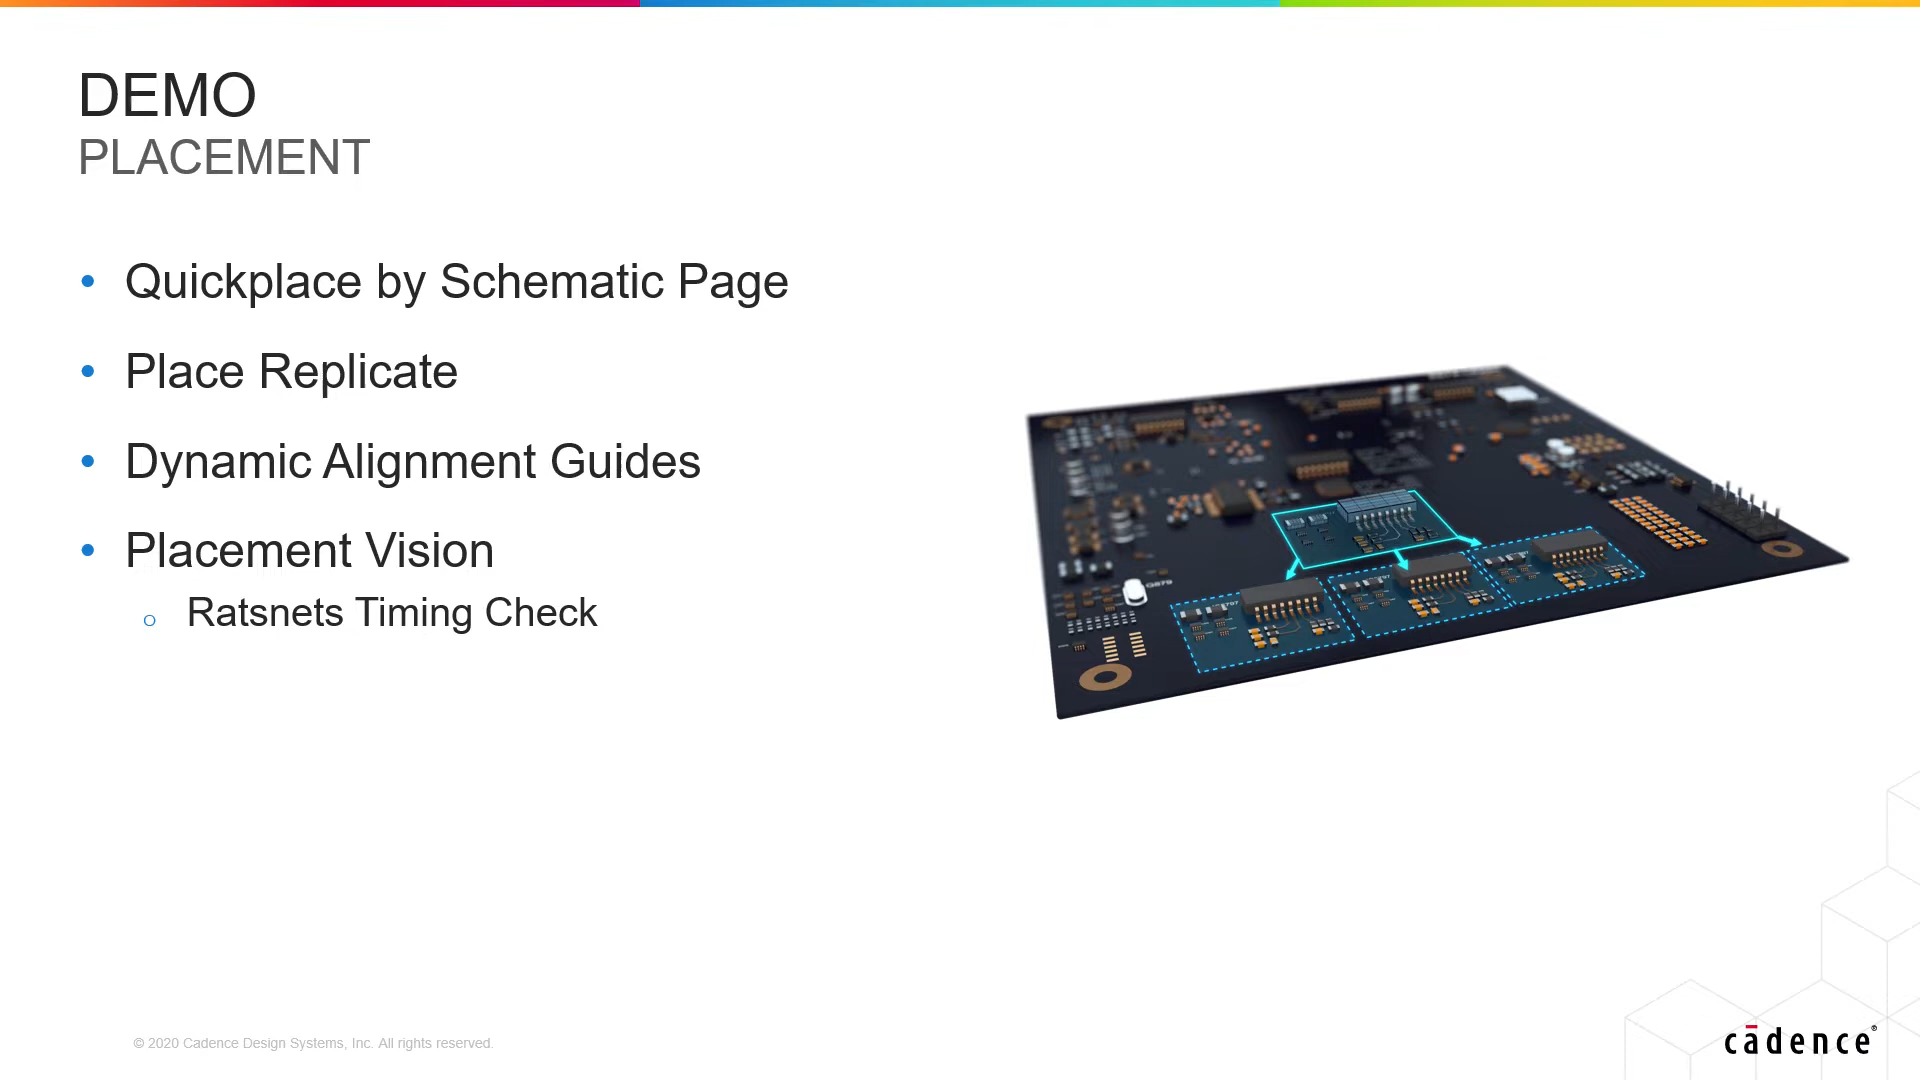 DEMO
PLACEMENT
• Quickplace by Schematic Page
• Place Replicate
• Dynamic Alignment Guides
• Placement Vision
o Ratsnets Timing Check
© 2020 Cadence Design Systems, Inc. All rights reserved.
cādence®